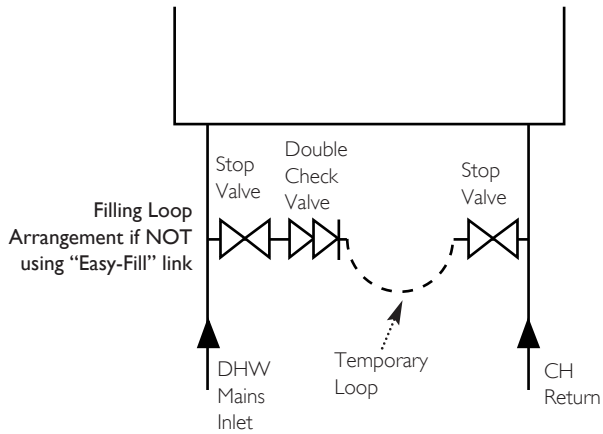 Stop
Valve
Double
Check
Valve
Stop
Valve
Filling Loop
Arrangement if NOT
using “Easy-Fill” link
Temporary
Loop
DHW
Mains
Inlet
CH
Return